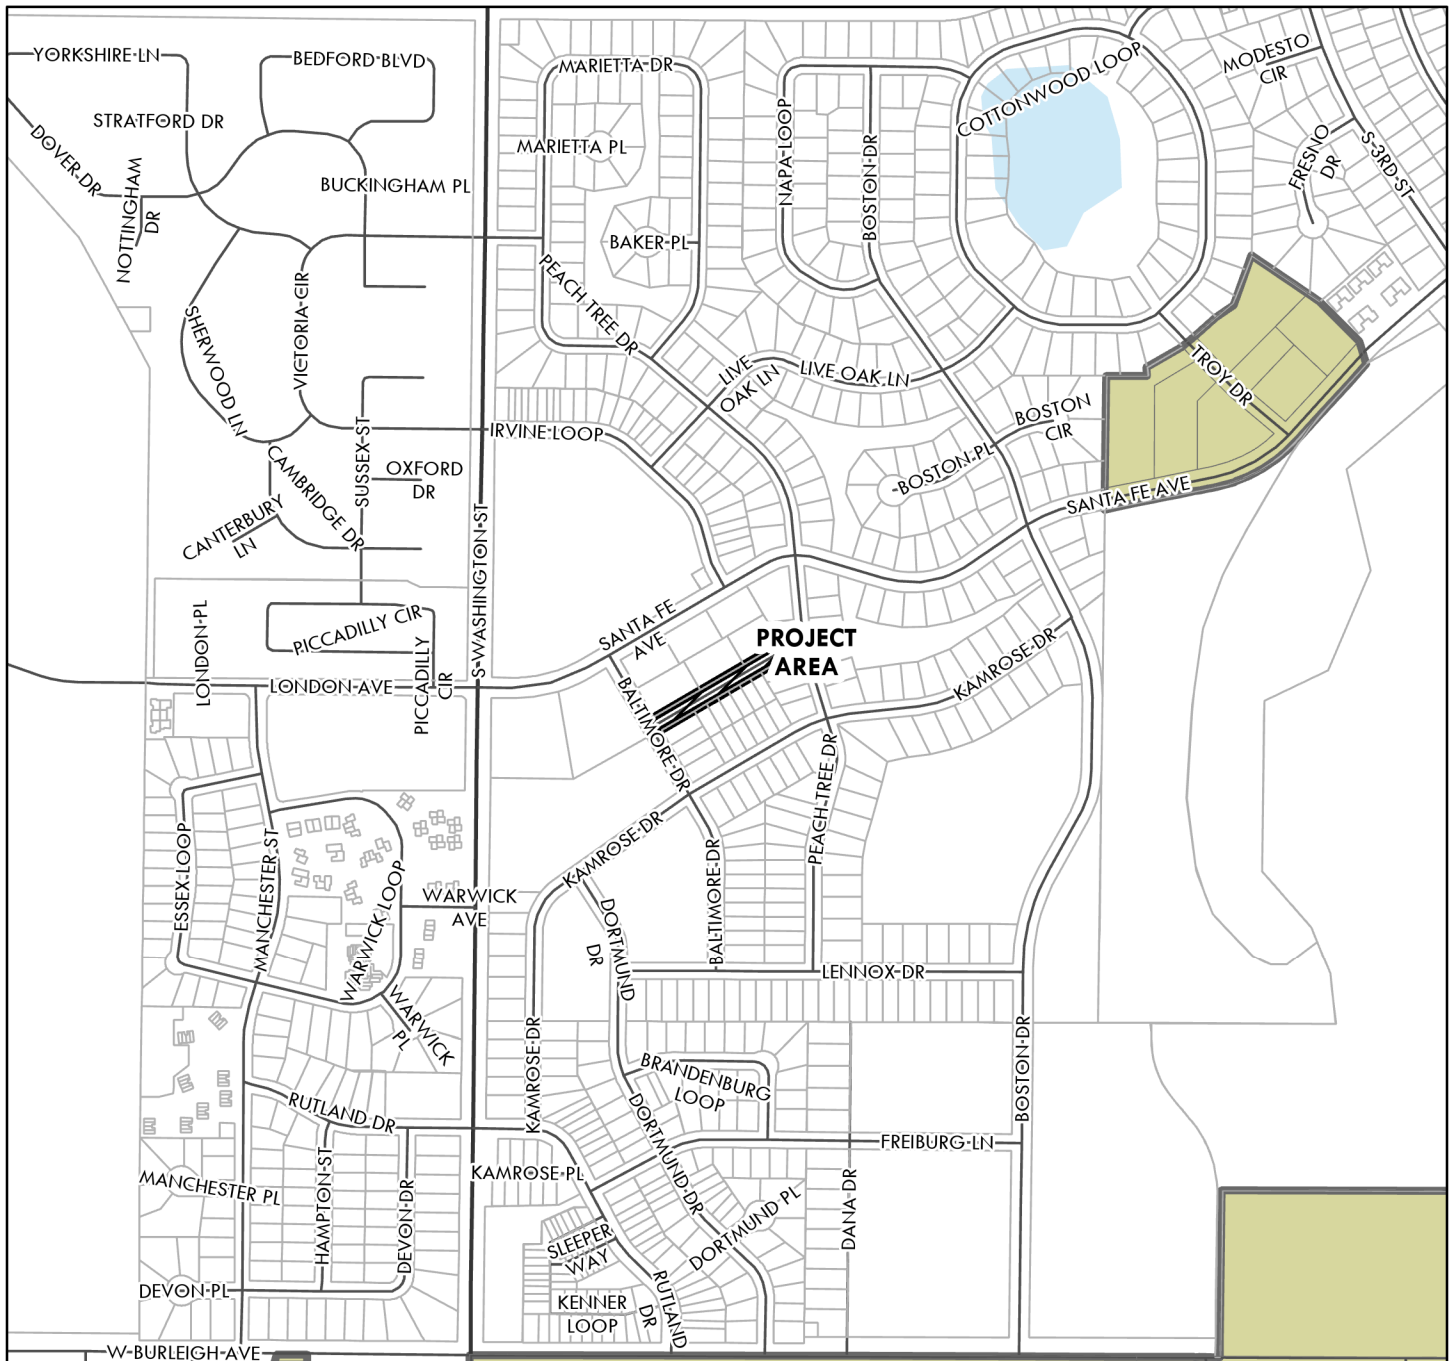 YORKSHIRE LN
BEDFORD BLVD
MARIETTA DR
COTTONWOOD LOOP
MODESTO
CIR
STRATFORD DR
DOVER DR
NOTTINGHAM
DR
MARIETTA PL
NAPA LOOP
BOSTON DR
FRESNO
DR
S 3RD ST
BUCKINGHAM PL
BAKER PL
PEACH TREE DR
SHERWOOD LN
VICTORIA CIR
LIVE
OAK LN
LIVE OAK LN
TROY DR
BOSTON
CIR
IRVINE LOOP
SUSSEX ST
OXFORD
DR
CAMBRIDGE DR
BOSTON PL
SANTA FE AVE
CANTERBURY
LN
S WASHINGTON ST
LONDON PL
PICCADILLY CIR
PICCADILLY
CIR
SANTA FE
AVE
PROJECT
AREA
KAMROSE DR
LONDON AVE
BALTIMORE DR
PEACH TREE DR
ESSEX LOOP
MANCHESTER ST
WARWICK LOOP
WARWICK
AVE
KAMROSE DR
BALTIMORE DR
DORTMUND
DR
LENNOX DR
WARWICK
PL
KAMROSE DR
BOSTON DR
BRANDENBURG
LOOP
RUTLAND DR
DORTMUND DR
FREIBURG LN
MANCHESTER PL
HAMPTON ST
DEVON DR
KAMROSE PL
DORTMUND PL
DANA DR
SLEEPER
WAY
DEVON PL
KENNER
LOOP
RUTLAND
DR
W BURLEIGH AVE